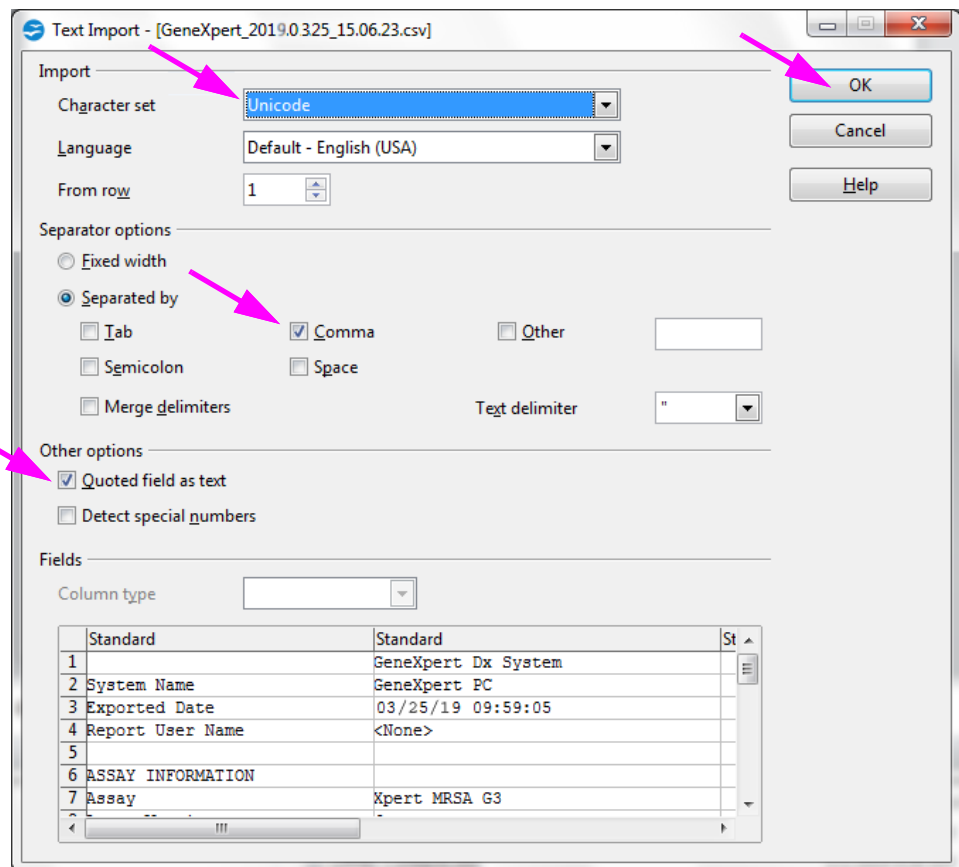 Text Import - [GeneXpert_2019.0325_15.06.23.csv]
Import
OK
Character set Unicode
Cancel
Language Default - English (USA)
From row 1
Help
Separator options
Fixed width
Separated by
Tab Comma Other
Semicolon Space
Merge delimiters Text delimiter "
Other options
Quoted field as text
Detect special numbers
Fields
Column type
Standard Standard St
1 GeneXpert Dx System
2 System Name GeneXpert PC
3 Exported Date 03/25/19 09:59:05
4 Report User Name <None>
5
6 ASSAY INFORMATION
7 Assay Xpert MRSA G3